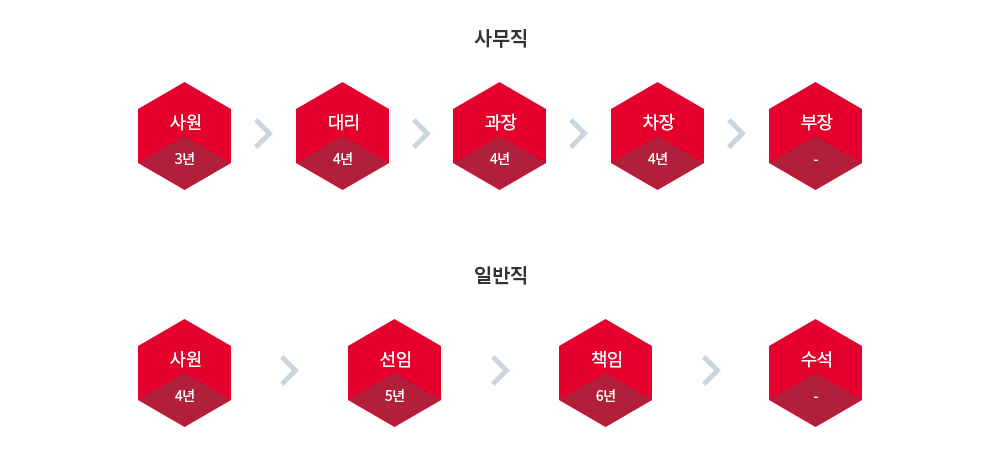 사무직
사원 대리 과장 차장 부장
3년 4년 4년 4년 -
일반직
사원 선임 책임 수석
4년 5년 6년 -